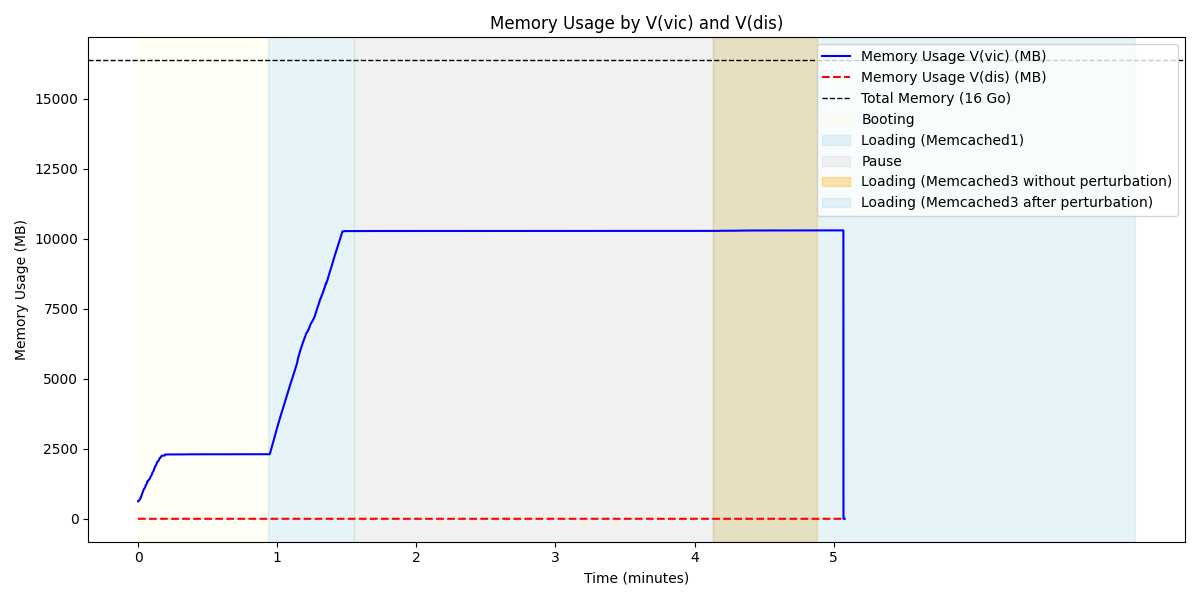 Memory Usage by V(vic) and V(dis)
Memory Usage (MB)
15000
12500
10000
7500
5000
2500
0
Memory Usage V(vic) (MB)
Memory Usage V(dis) (MB)
Total Memory (16 Go)
Booting
Loading (Memcached1)
Pause
Loading (Memcached3 without perturbation)
Loading (Memcached3 after perturbation)
0 1 2 3 4 5
Time (minutes)